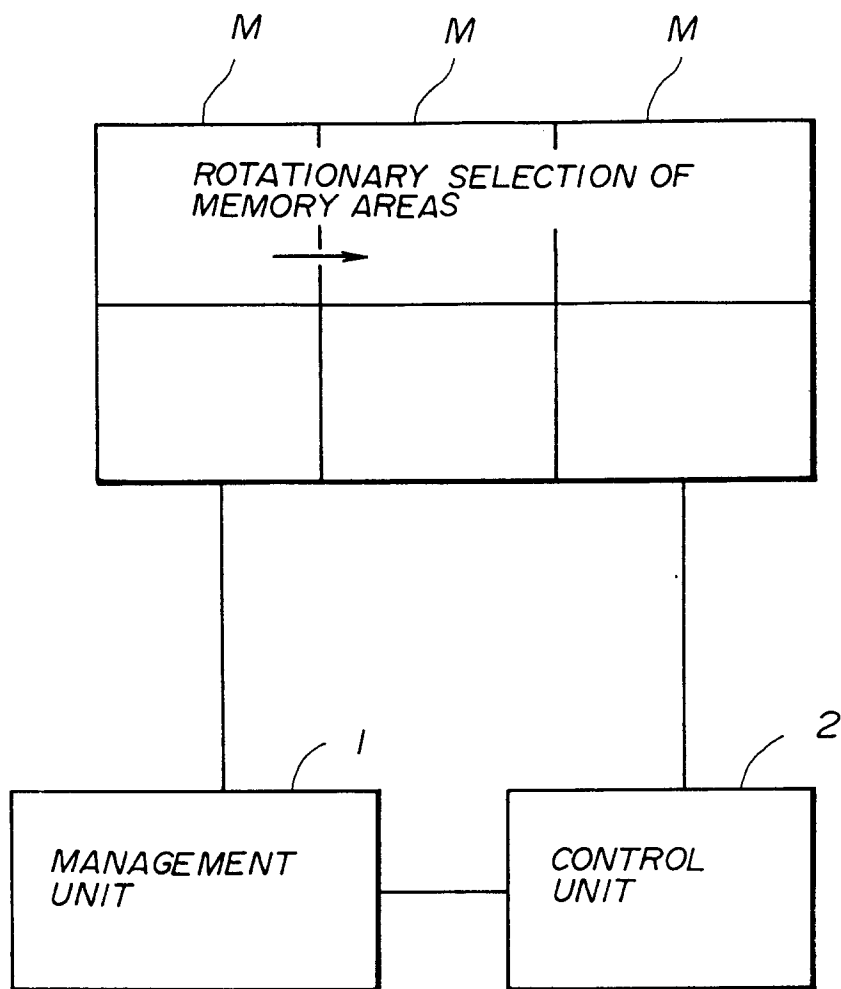 M M M
ROTATIONARY SELECTION OF
MEMORY AREAS
1
2
MANAGEMENT
UNIT
CONTROL
UNIT